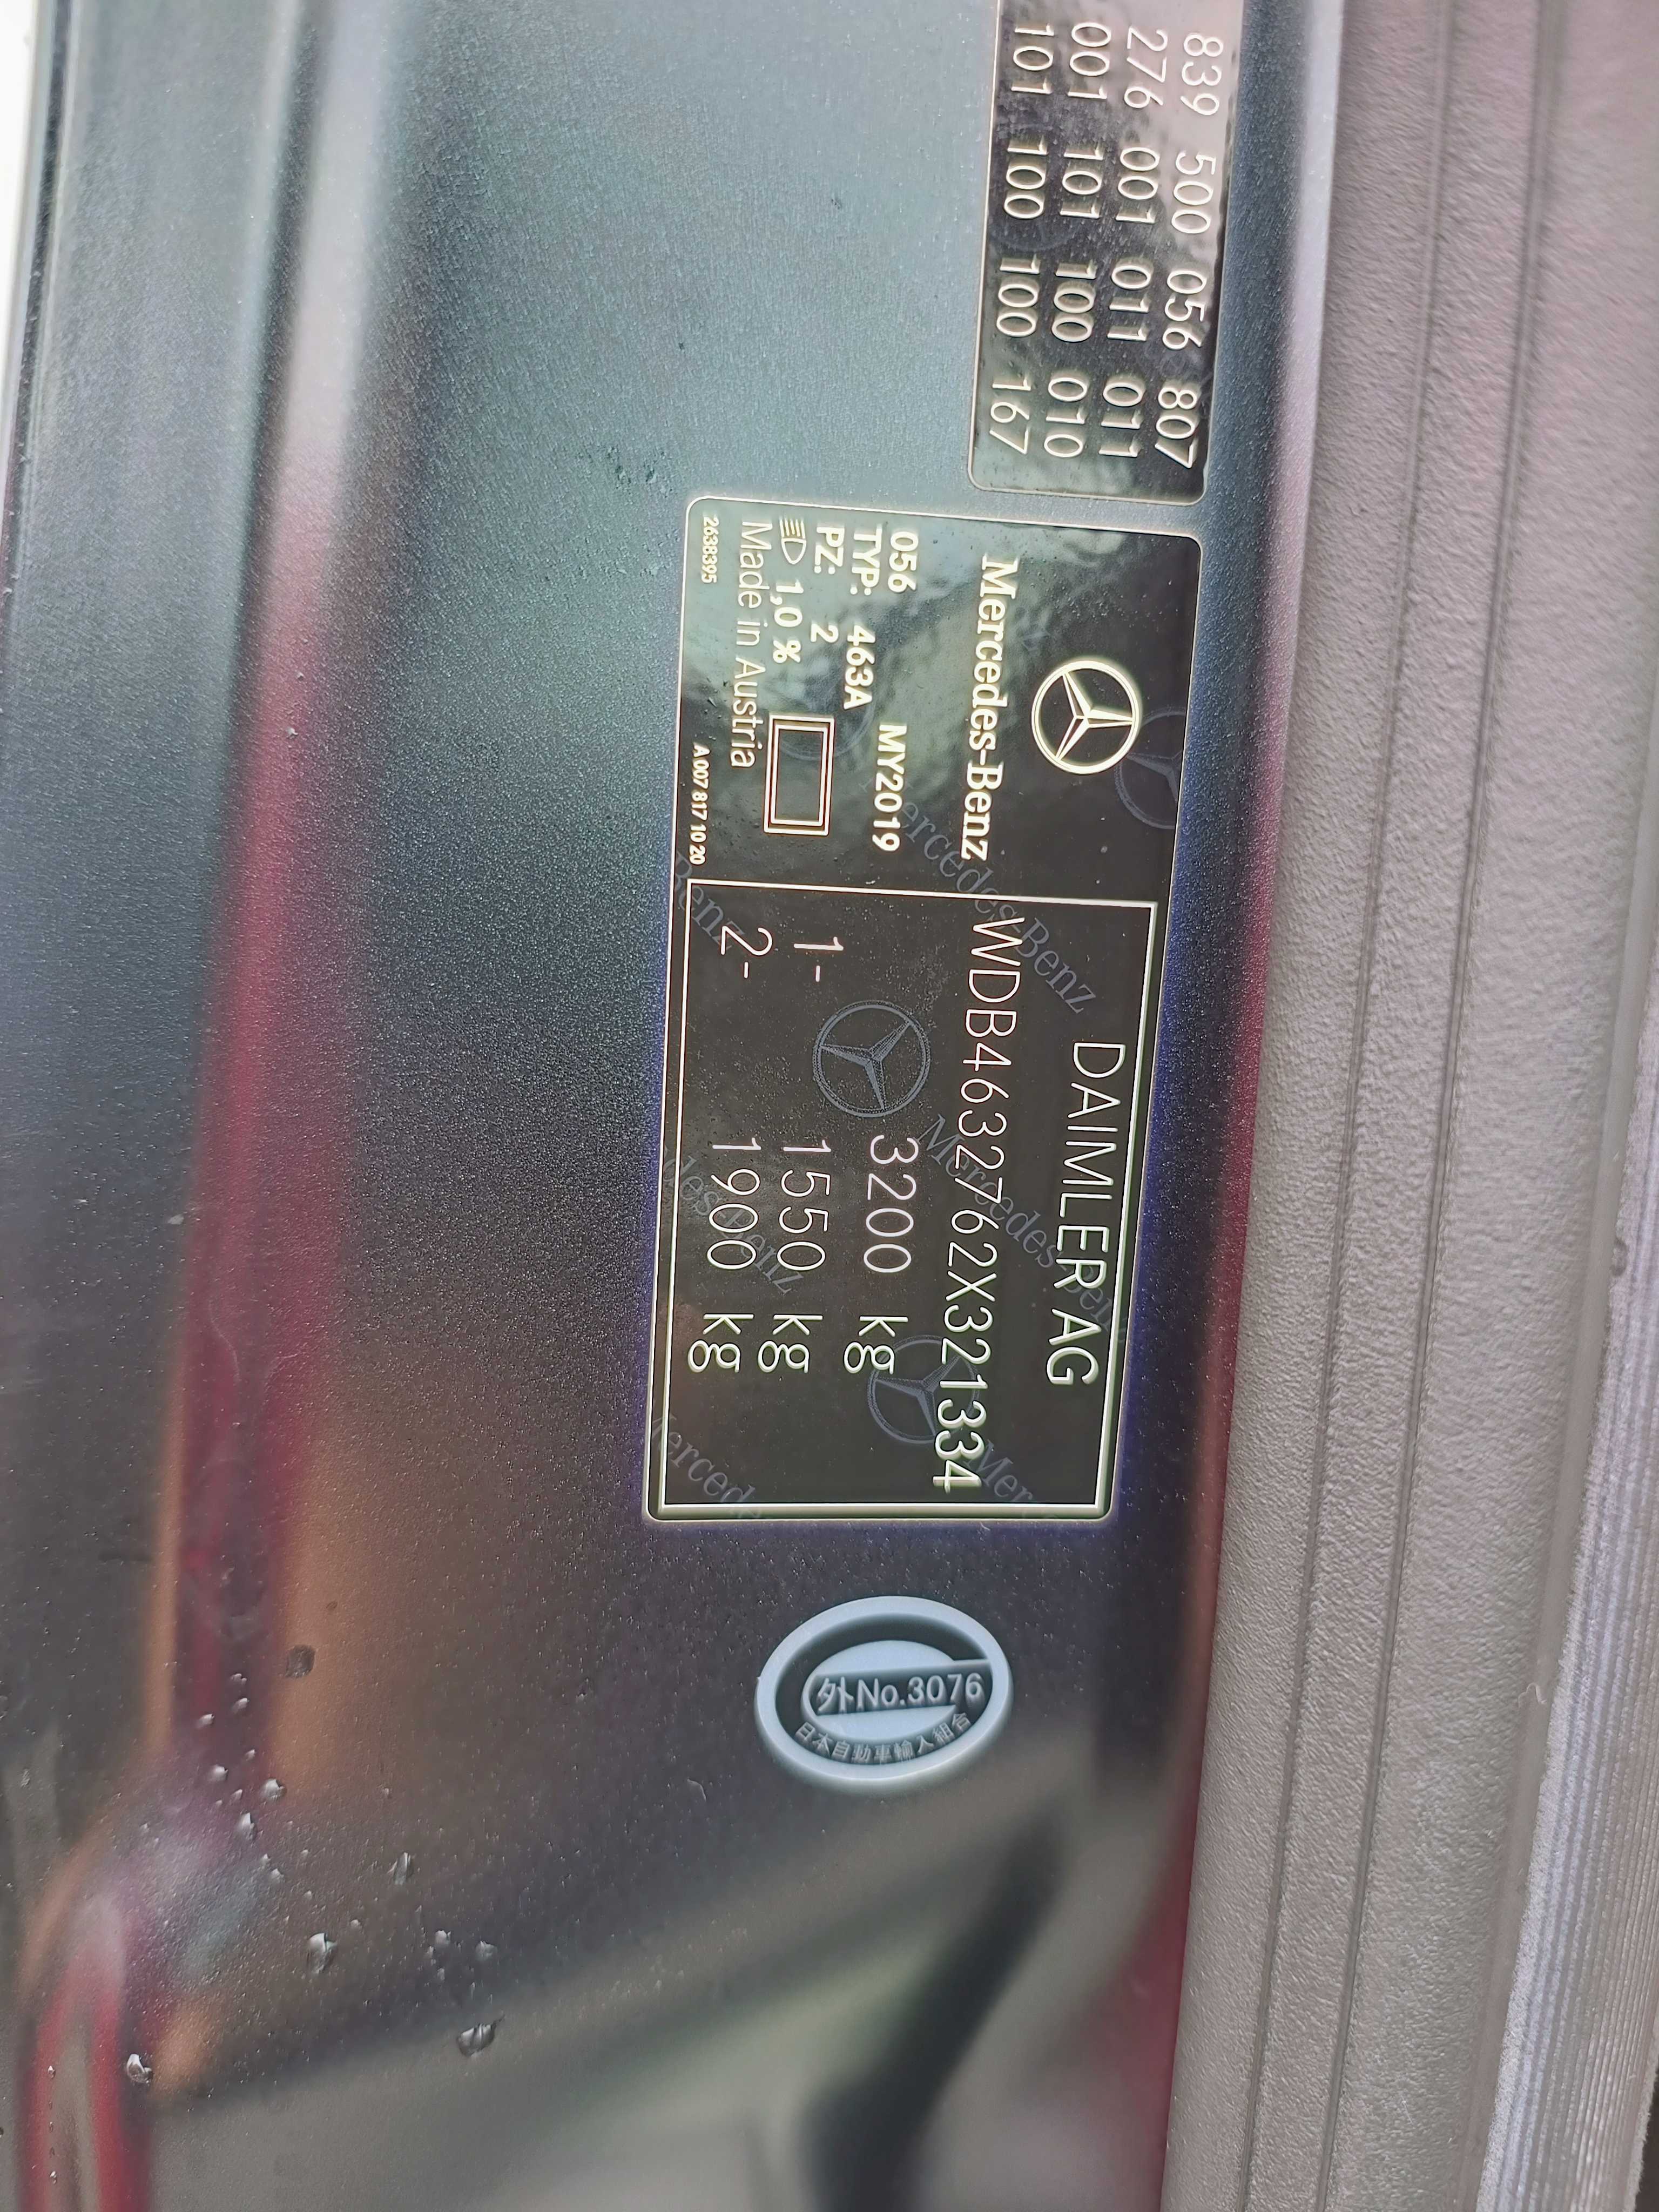 839 500 056 807
276 001 011 011
001 101 100 010
101 100 100 167
Mercedes-Benz
056 MY2019
TYP: 463A
PZ: 2
1,0 %
Made in Austria
2638395 A 007 817 10 20
DAIMLER AG
WDB4632762X321334
3200 kg
1- 1550 kg
2- 1900 kg
外No.3076
日本自動車輸入組合